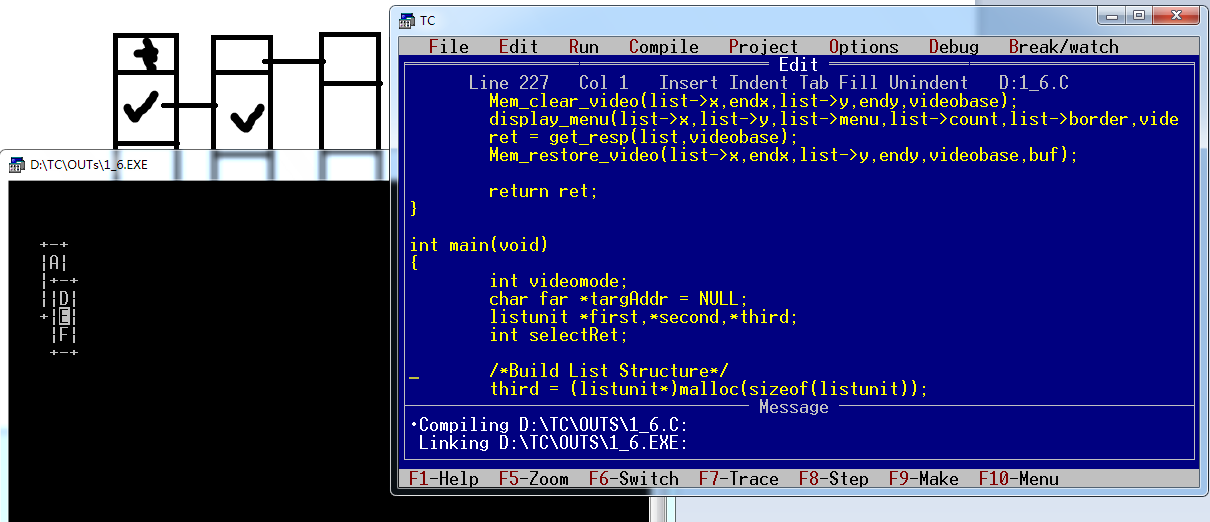 TC
File Edit Run Compile Project Options Debug Break/watch
Edit
Line 227 Col 1 Insert Indent Tab Fill Unindent D:1_6.C
Mem_clear_video(list->x,endx,list->y,endy,videobase);
display_menu(list->x,list->y,list->menu,list->count,list->border,vide
ret = get_resp(list,videobase);
Mem_restore_video(list->x,endx,list->y,endy,videobase,buf);
return ret;
}
int main(void)
{
int videomode;
char far *targAddr = NULL;
listunit *first,*second,*third;
int selectRet;
/*Build List Structure*/
third = (listunit*)malloc(sizeof(listunit));
Message
•Compiling D:\TC\OUTS\1_6.C:
Linking D:\TC\OUTS\1_6.EXE:
F1-Help F5-Zoom F6-Switch F7-Trace F8-Step F9-Make F10-Menu
D:\TC\OUTs\1_6.EXE
+-+
|A|
|+-+
||D|
+|E|
|F|
+-+